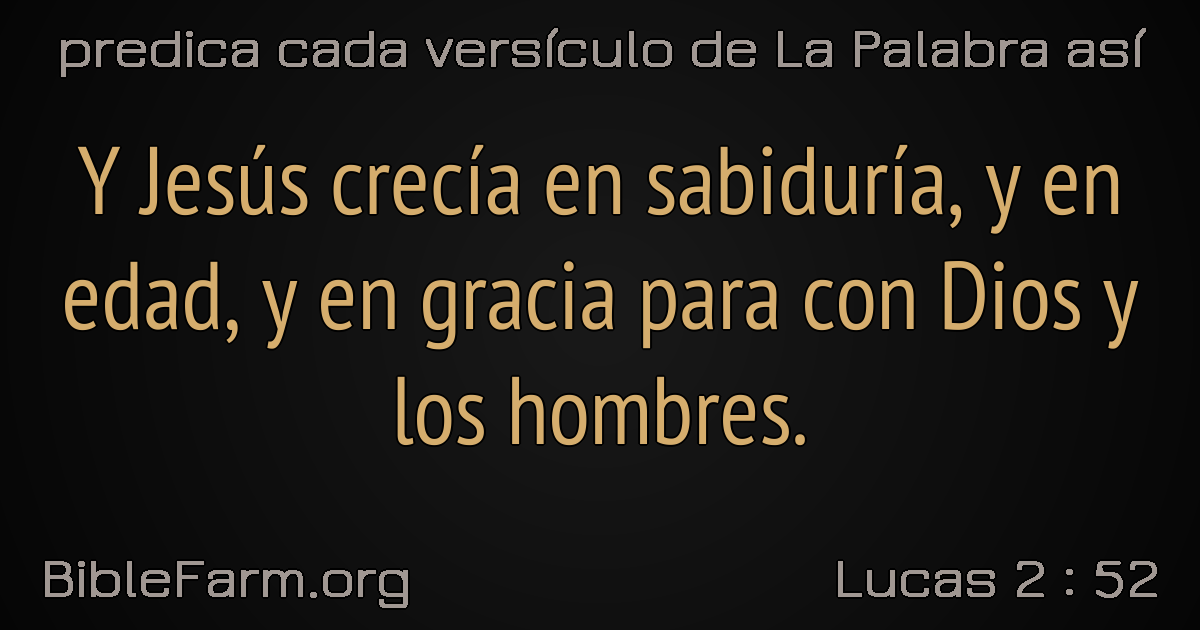 predica cada versículo de La Palabra así
Y Jesús crecía en sabiduría, y en
edad, y en gracia para con Dios y
los hombres.
BibleFarm.org
Lucas 2 : 52